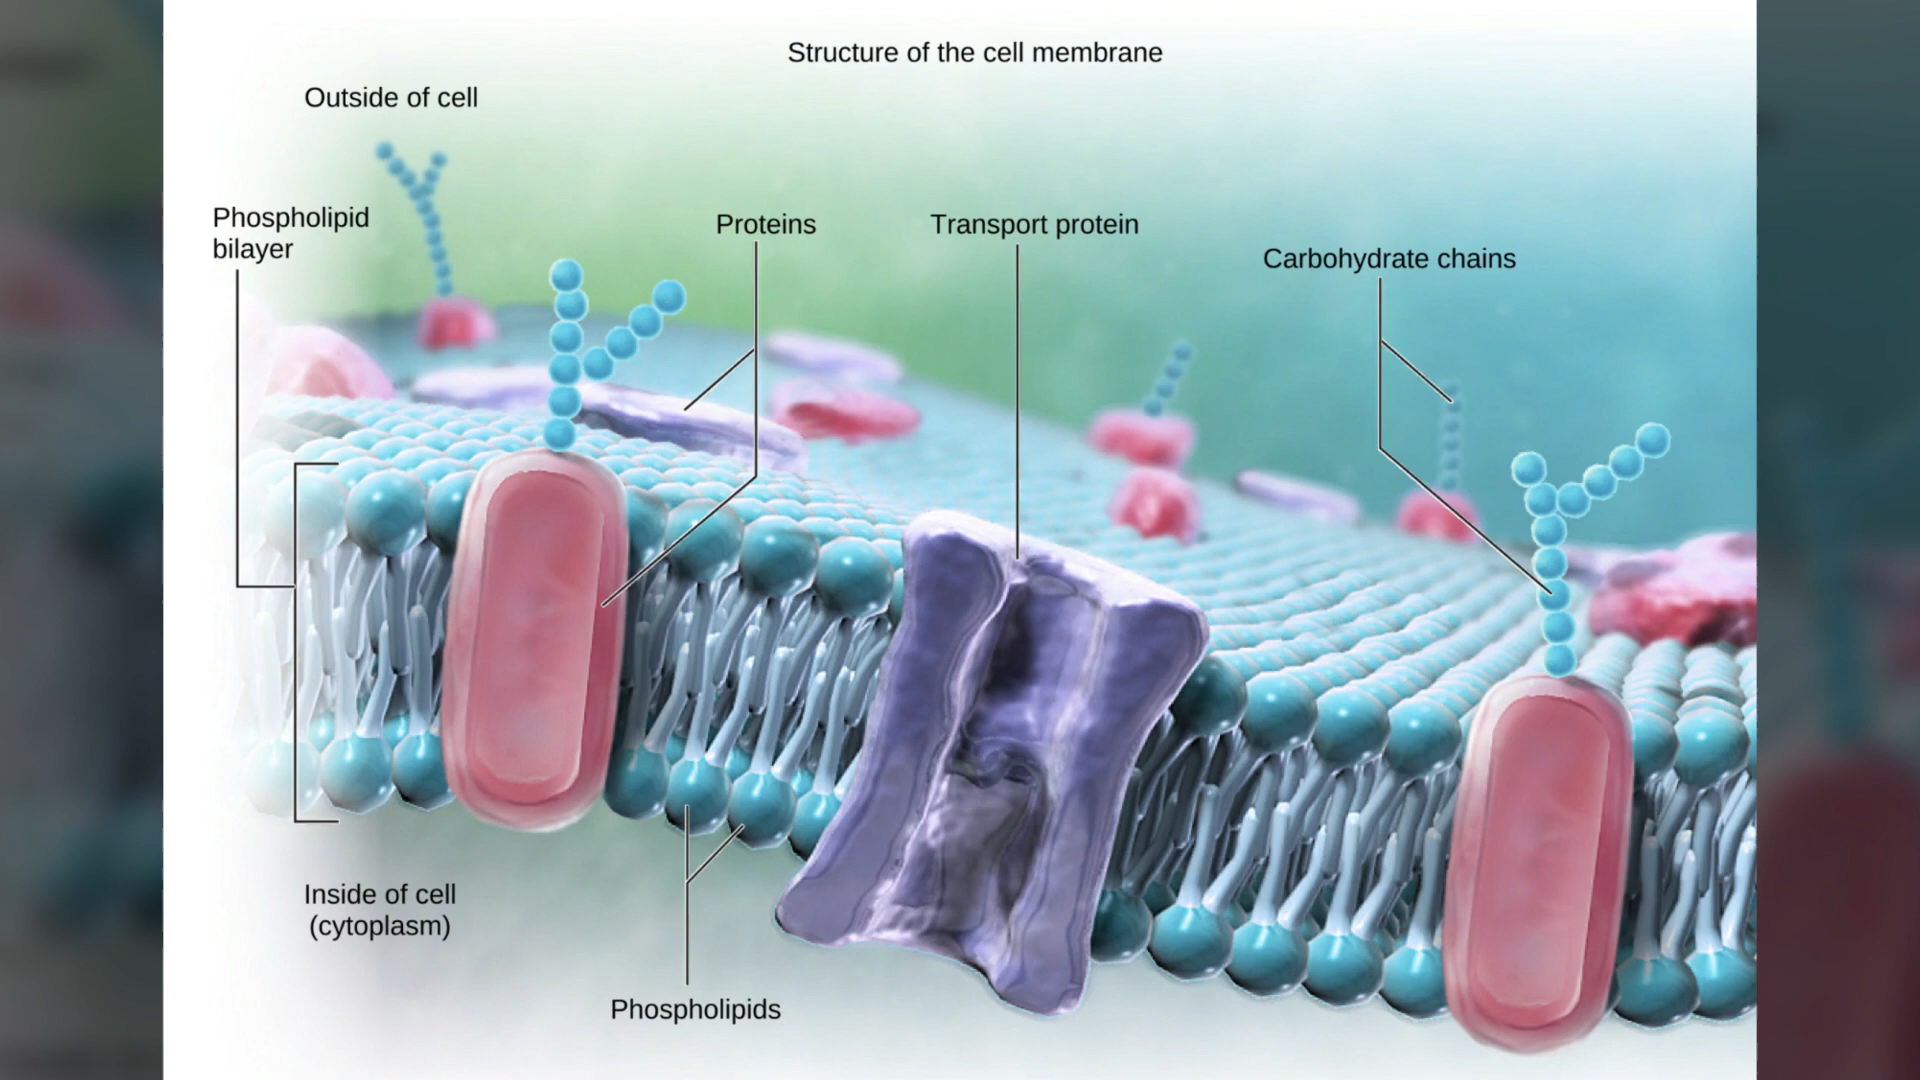 Structure of the cell membrane
Outside of cell
Phospholipid
bilayer
Proteins
Transport protein
Carbohydrate chains
Inside of cell
(cytoplasm)
Phospholipids